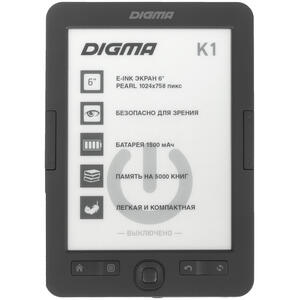 DIGMA K1
6"
E-INK ЭКРАН 6"
PEARL 1024x758 пикс
БЕЗОПАСНО ДЛЯ ЗРЕНИЯ
БАТАРЕЯ 1500 мАч
ПАМЯТЬ НА 5000 КНИГ
ЛЕГКАЯ И КОМПАКТНАЯ
— ВЫКЛЮЧЕНО —
DIGMA